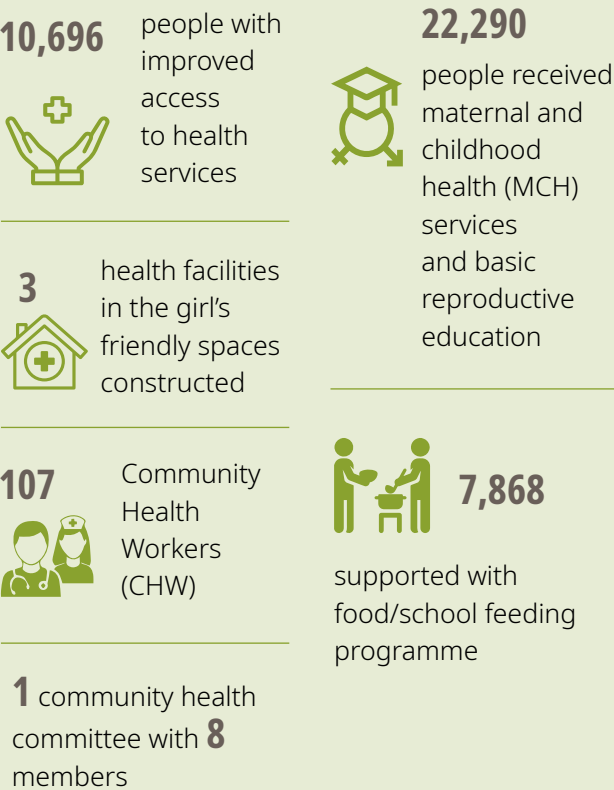 10,696
people with
improved
access
to health
services
3
health facilities
in the girl’s
friendly spaces
constructed
107
Community
Health
Workers
(CHW)
1 community health
committee with 8
members
22,290
people received
maternal and
childhood
health (MCH)
services
and basic
reproductive
education
7,868
supported with
food/school feeding
programme